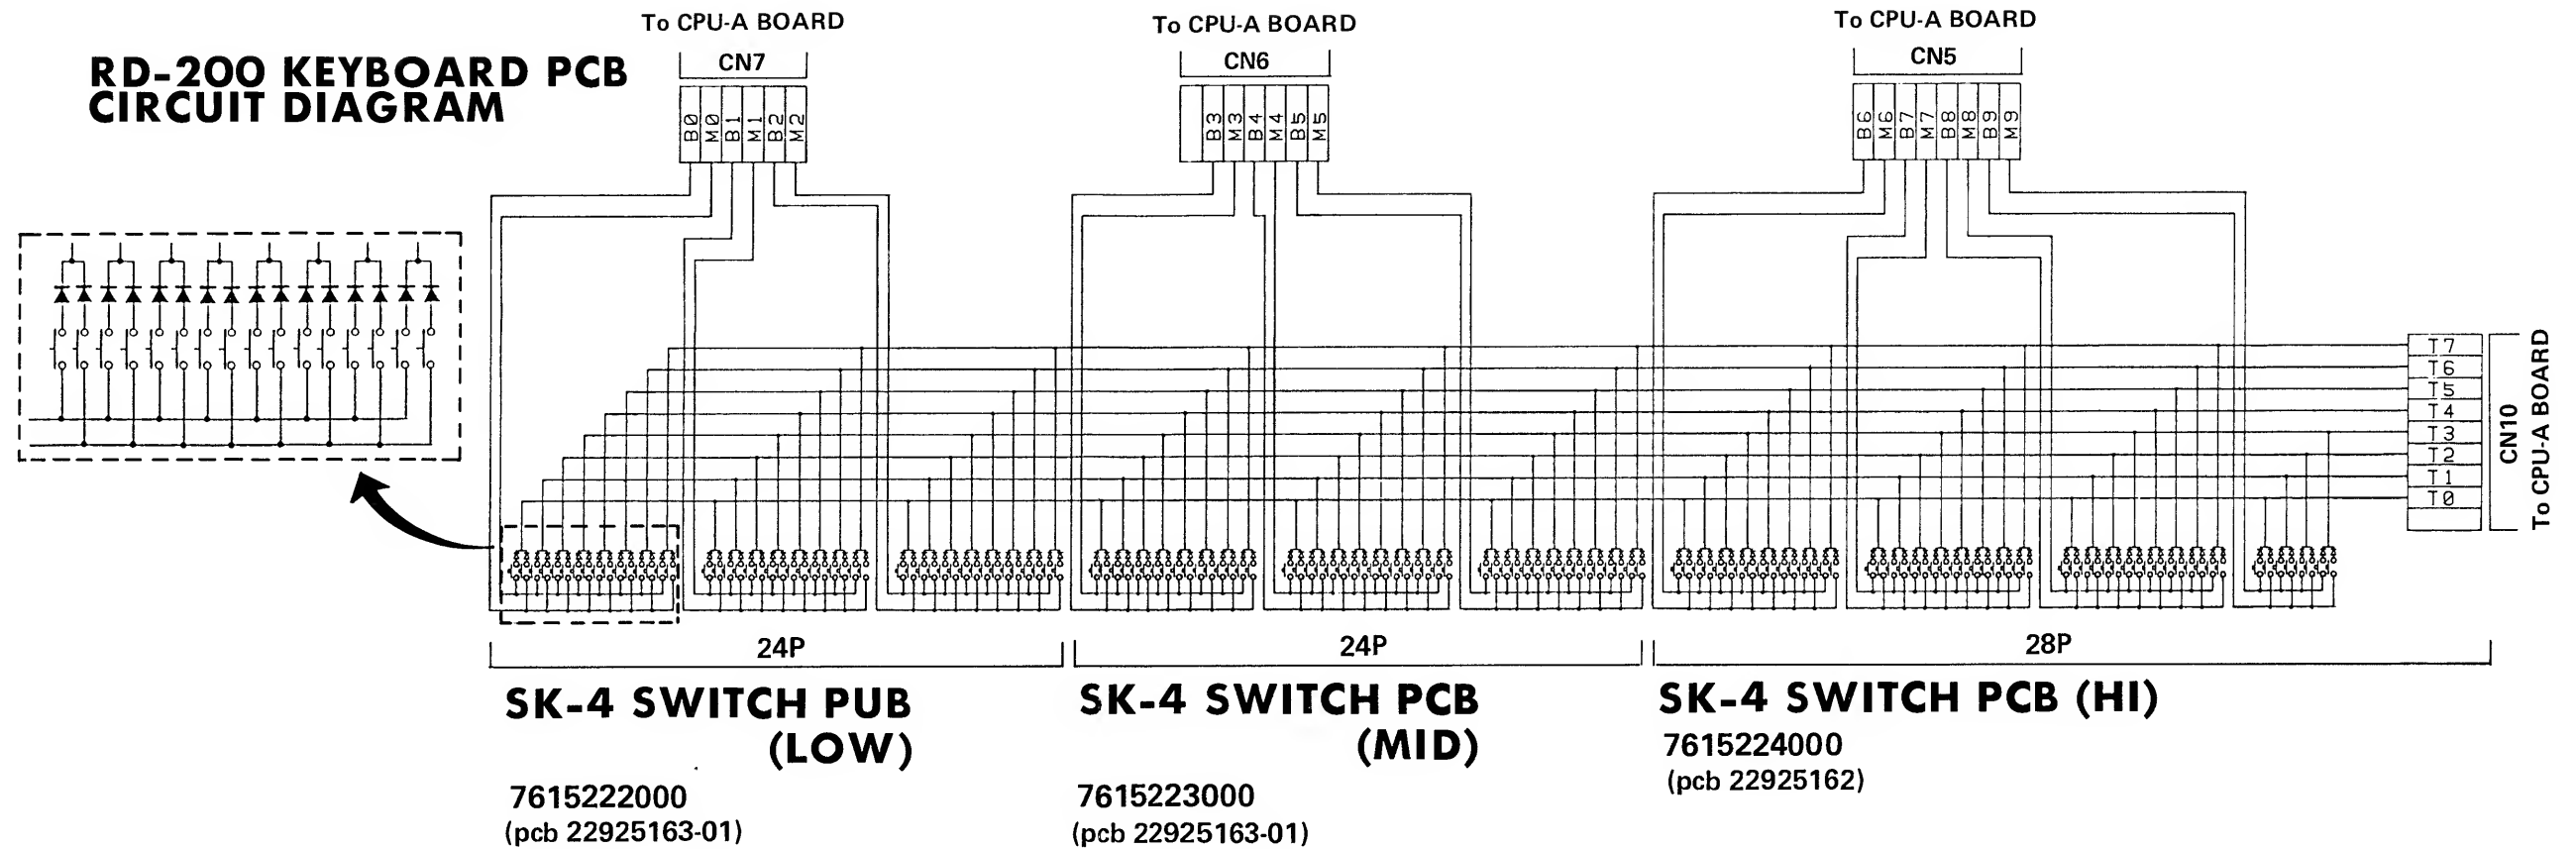 RD-200 KEYBOARD PCB
CIRCUIT DIAGRAM
To CPU-A BOARD
CN7
B0 M0 B1 M1 B2 M2
To CPU-A BOARD
CN6
B3 M3 B4 M4 B5 M5
To CPU-A BOARD
CN5
B6 M6 B7 M7 B8 M8 B9 M9
T7
T6
T5
T4
T3
T2
T1
T0
CN10
To CPU-A BOARD
24P
24P
28P
SK-4 SWITCH PUB
(LOW)
7615222000
(pcb 22925163-01)
SK-4 SWITCH PCB
(MID)
7615223000
(pcb 22925163-01)
SK-4 SWITCH PCB (HI)
7615224000
(pcb 22925162)